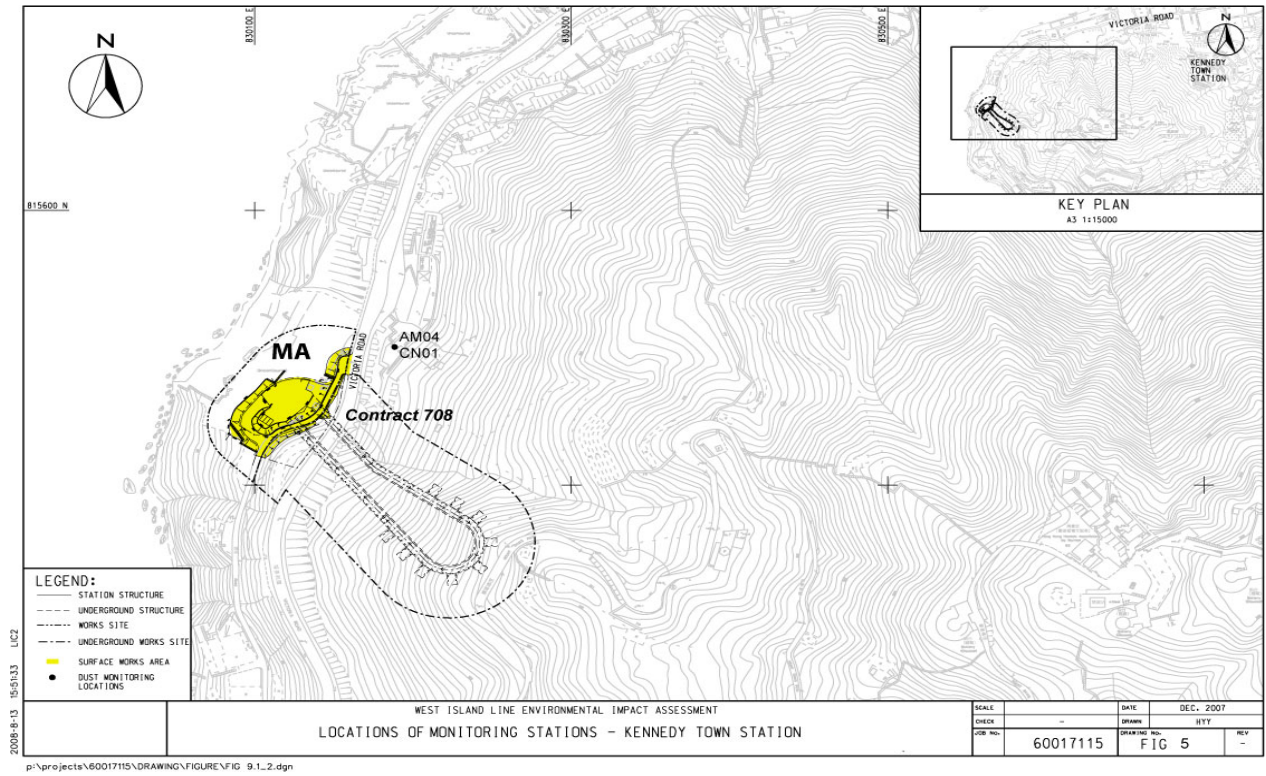 N
830100 E
830300 E
830500 E
VICTORIA ROAD
N
KENNEDY
TOWN
STATION
KEY PLAN
A3 1:15000
815600 N
MA
VICTORIA ROAD
AM04
CN01
Contract 708
LEGEND:
STATION STRUCTURE
UNDERGROUND STRUCTURE
WORKS SITE
UNDERGROUND WORKS SITE
SURFACE WORKS AREA
DUST MONITORING
LOCATIONS
2008-8-13 15:51:33 LIC2
WEST ISLAND LINE ENVIRONMENTAL IMPACT ASSESSMENT
LOCATIONS OF MONITORING STATIONS - KENNEDY TOWN STATION
SCALE
DATE DEC. 2007
CHECK -
DRAWN HYY
JOB No. 60017115
DRAWING No. FIG 5
REV -
p:\projects\60017115\DRAWING\FIGURE\FIG 9.1_2.dgn